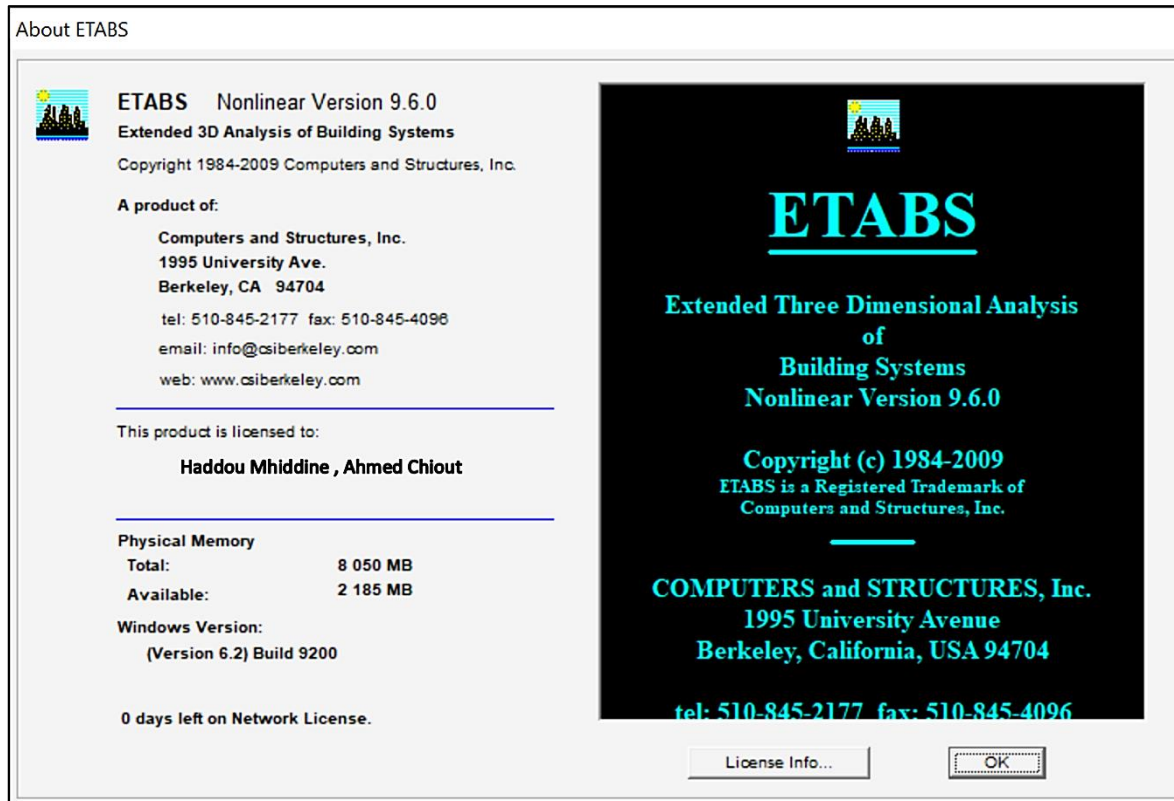 About ETABS
ETABS Nonlinear Version 9.6.0
Extended 3D Analysis of Building Systems
Copyright 1984-2009 Computers and Structures, Inc.
A product of:
Computers and Structures, Inc.
1995 University Ave.
Berkeley, CA 94704
tel: 510-845-2177 fax: 510-845-4096
email: info@csiberkeley.com
web: www.csiberkeley.com
This product is licensed to:
Haddou Mhiddine , Ahmed Chiout
Physical Memory
Total: 8 050 MB
Available: 2 185 MB
Windows Version:
(Version 6.2) Build 9200
0 days left on Network License.
ETABS
Extended Three Dimensional Analysis
of
Building Systems
Nonlinear Version 9.6.0
Copyright (c) 1984-2009
ETABS is a Registered Trademark of
Computers and Structures, Inc.
COMPUTERS and STRUCTURES, Inc.
1995 University Avenue
Berkeley, California, USA 94704
tel: 510-845-2177 fax: 510-845-4096
License Info...
OK